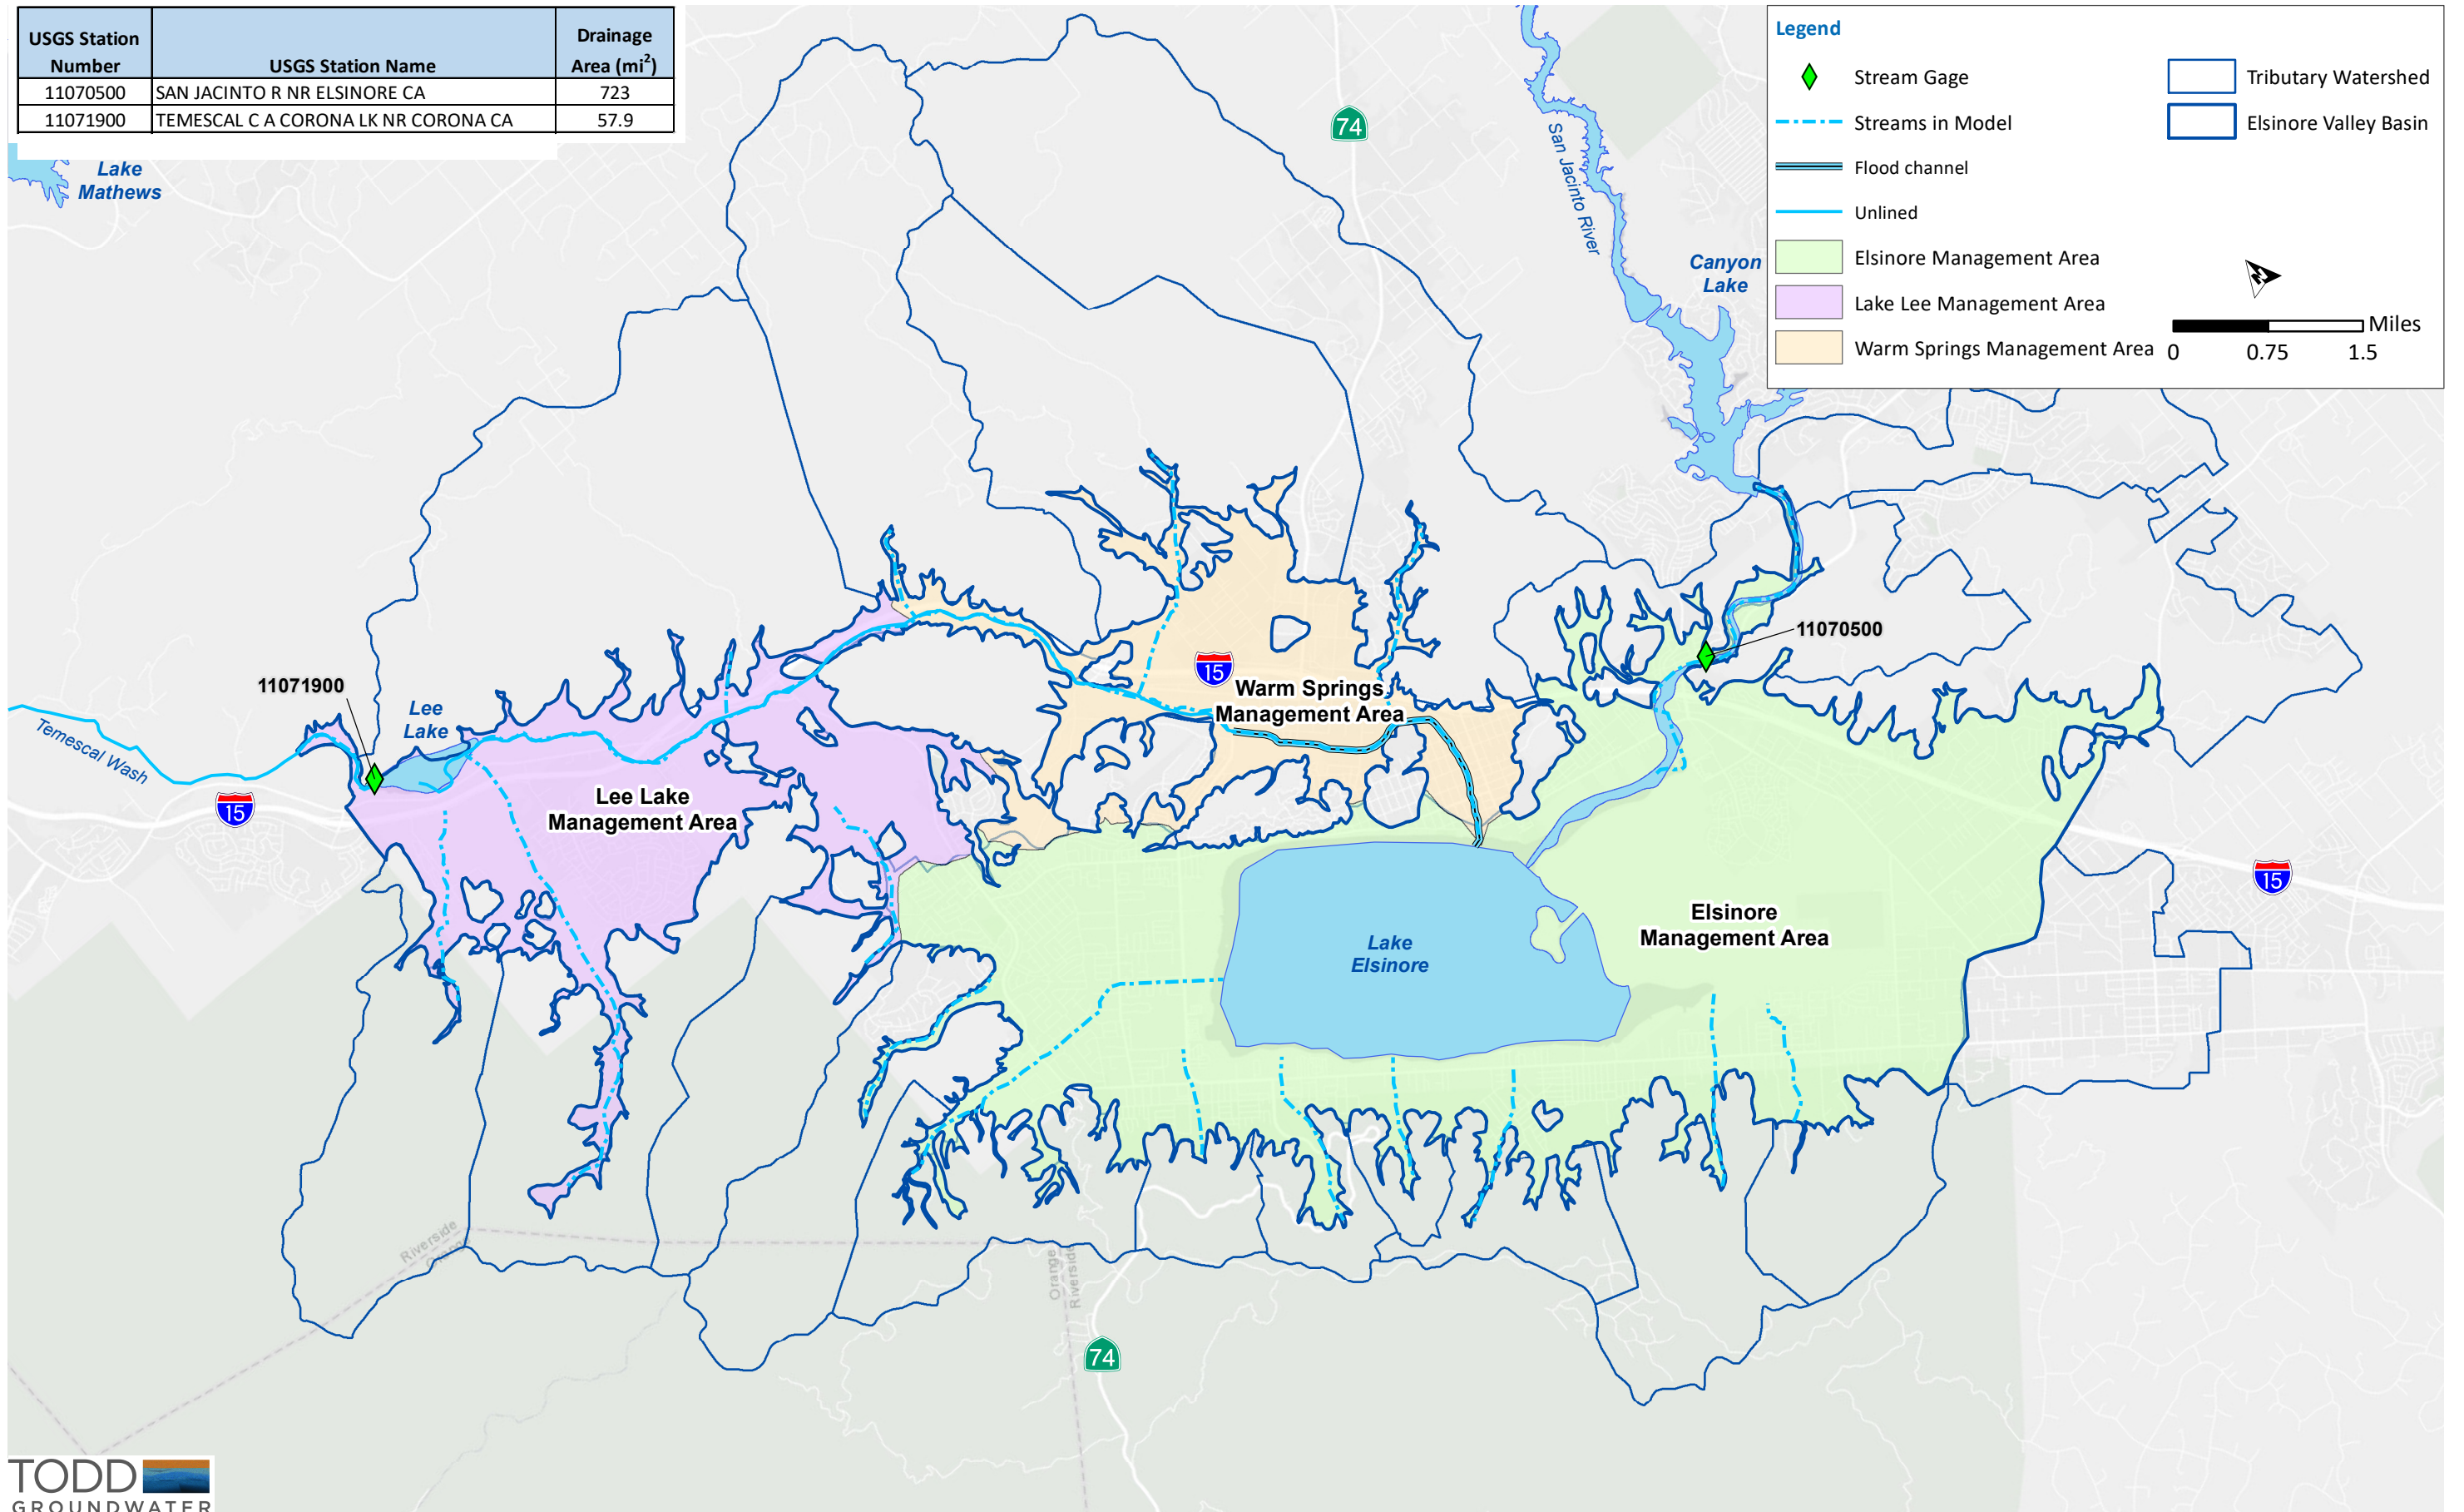 USGS Station Number
USGS Station Name
Drainage Area (mi²)
11070500
SAN JACINTO R NR ELSINORE CA
723
11071900
TEMESCAL C A CORONA LK NR CORONA CA
57.9
Legend
Stream Gage
Streams in Model
Flood channel
Unlined
Elsinore Management Area
Lake Lee Management Area
Warm Springs Management Area
Tributary Watershed
Elsinore Valley Basin
N
Miles
0 0.75 1.5
Lake
Mathews
74
San Jacinto River
Canyon
Lake
11070500
15
Warm Springs
Management Area
11071900
Lee
Lake
Temescal Wash
15
Lee Lake
Management Area
15
Elsinore
Management Area
Lake
Elsinore
Riverside
Orange
Orange
Riverside
74
TODD
GROUNDWATER